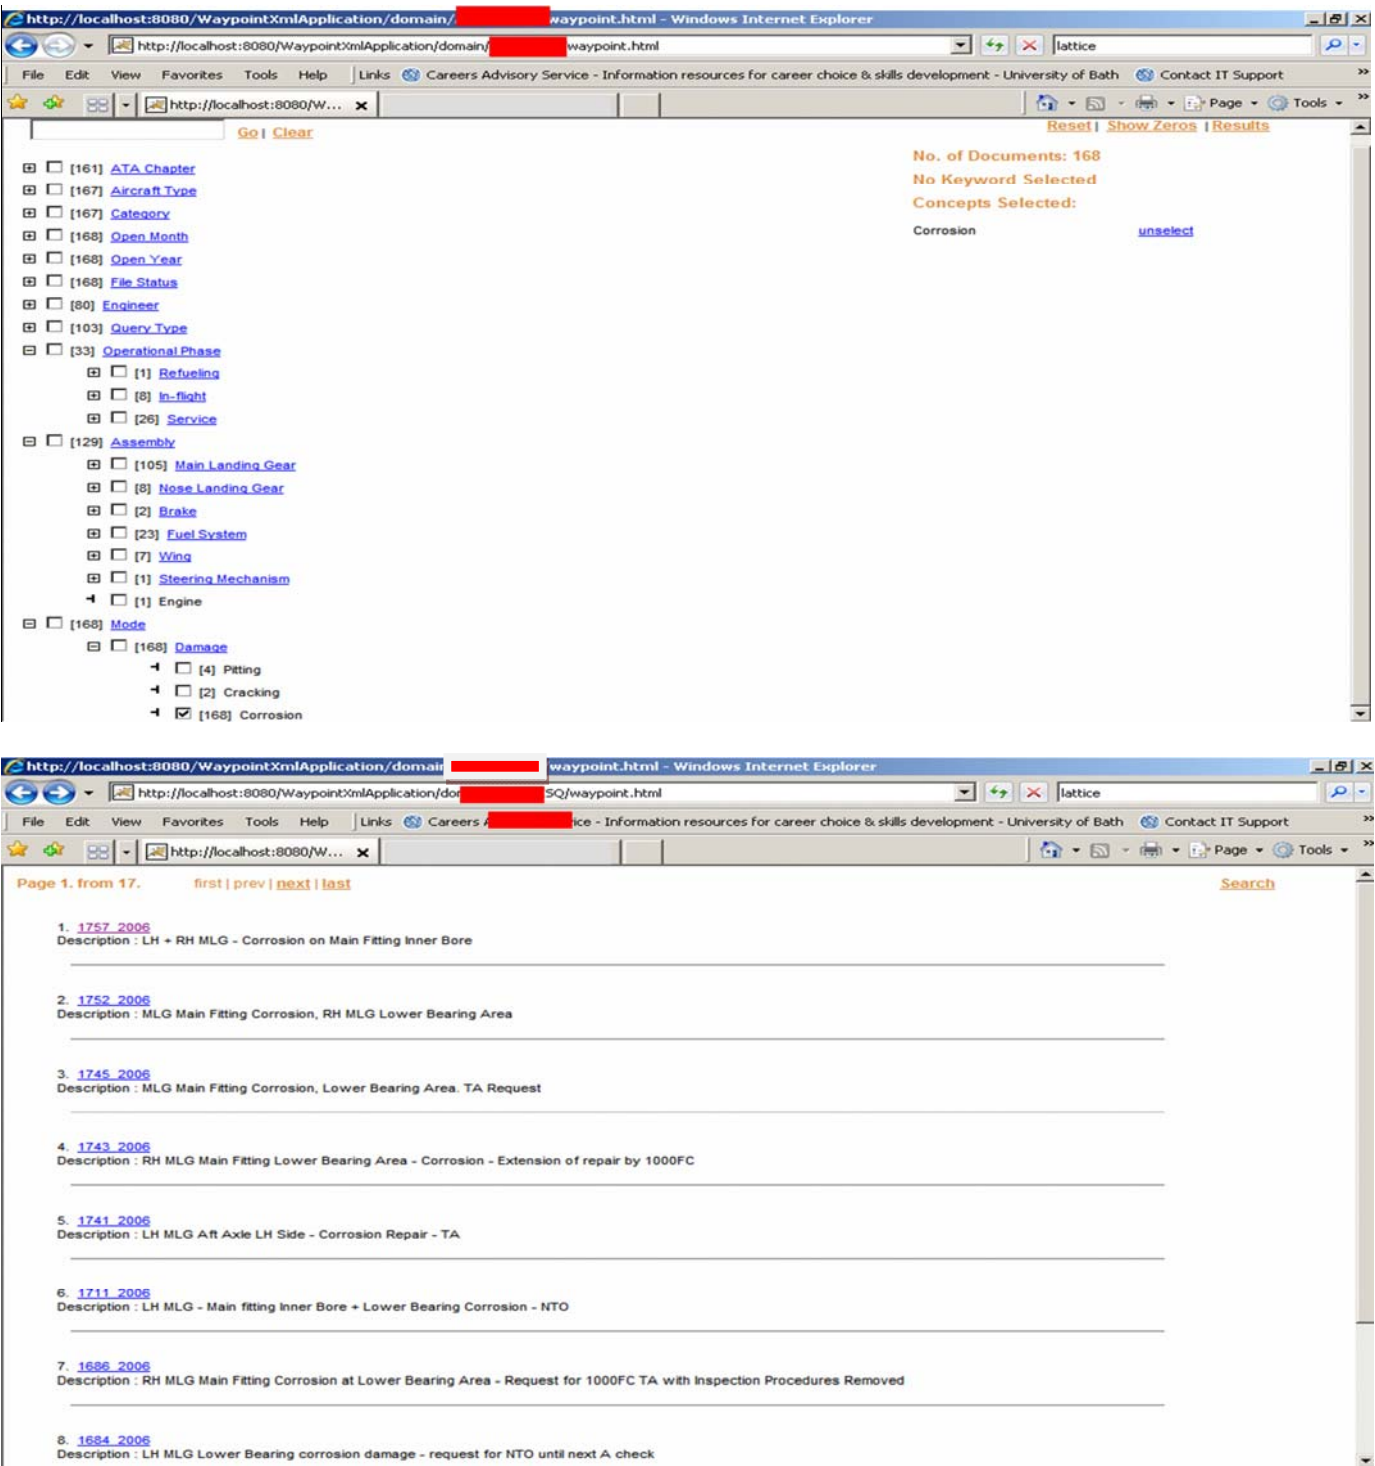 http://localhost:8080/WaypointXmlApplication/domain/ waypoint.html - Windows Internet Explorer
http://localhost:8080/WaypointXmlApplication/domain/ waypoint.html lattice
File Edit View Favorites Tools Help Links Careers Advisory Service - Information resources for career choice & skills development - University of Bath Contact IT Support »
http://localhost:8080/W... Page Tools »
Go | Clear Reset | Show Zeros | Results
No. of Documents: 168
[161] ATA Chapter
No Keyword Selected
[167] Aircraft Type
Concepts Selected:
[167] Category
Corrosion unselect
[168] Open Month
[168] Open Year
[168] File Status
[80] Engineer
[103] Query Type
[33] Operational Phase
[1] Refueling
[8] In-flight
[26] Service
[129] Assembly
[105] Main Landing Gear
[8] Nose Landing Gear
[2] Brake
[23] Fuel System
[7] Wing
[1] Steering Mechanism
[1] Engine
[168] Mode
[168] Damage
[4] Pitting
[2] Cracking
[168] Corrosion
http://localhost:8080/WaypointXmlApplication/domain waypoint.html - Windows Internet Explorer
http://localhost:8080/WaypointXmlApplication/do SQ/waypoint.html lattice
File Edit View Favorites Tools Help Links Careers ice - Information resources for career choice & skills development - University of Bath Contact IT Support »
http://localhost:8080/W... Page Tools »
Page 1. from 17. first | prev | next | last Search
1. 1757_2006
Description : LH + RH MLG - Corrosion on Main Fitting Inner Bore
2. 1752_2006
Description : MLG Main Fitting Corrosion, RH MLG Lower Bearing Area
3. 1745_2006
Description : MLG Main Fitting Corrosion, Lower Bearing Area. TA Request
4. 1743_2006
Description : RH MLG Main Fitting Lower Bearing Area - Corrosion - Extension of repair by 1000FC
5. 1741_2006
Description : LH MLG Aft Axle LH Side - Corrosion Repair - TA
6. 1711_2006
Description : LH MLG - Main fitting Inner Bore + Lower Bearing Corrosion - NTO
7. 1686_2006
Description : RH MLG Main Fitting Corrosion at Lower Bearing Area - Request for 1000FC TA with Inspection Procedures Removed
8. 1684_2006
Description : LH MLG Lower Bearing corrosion damage - request for NTO until next A check